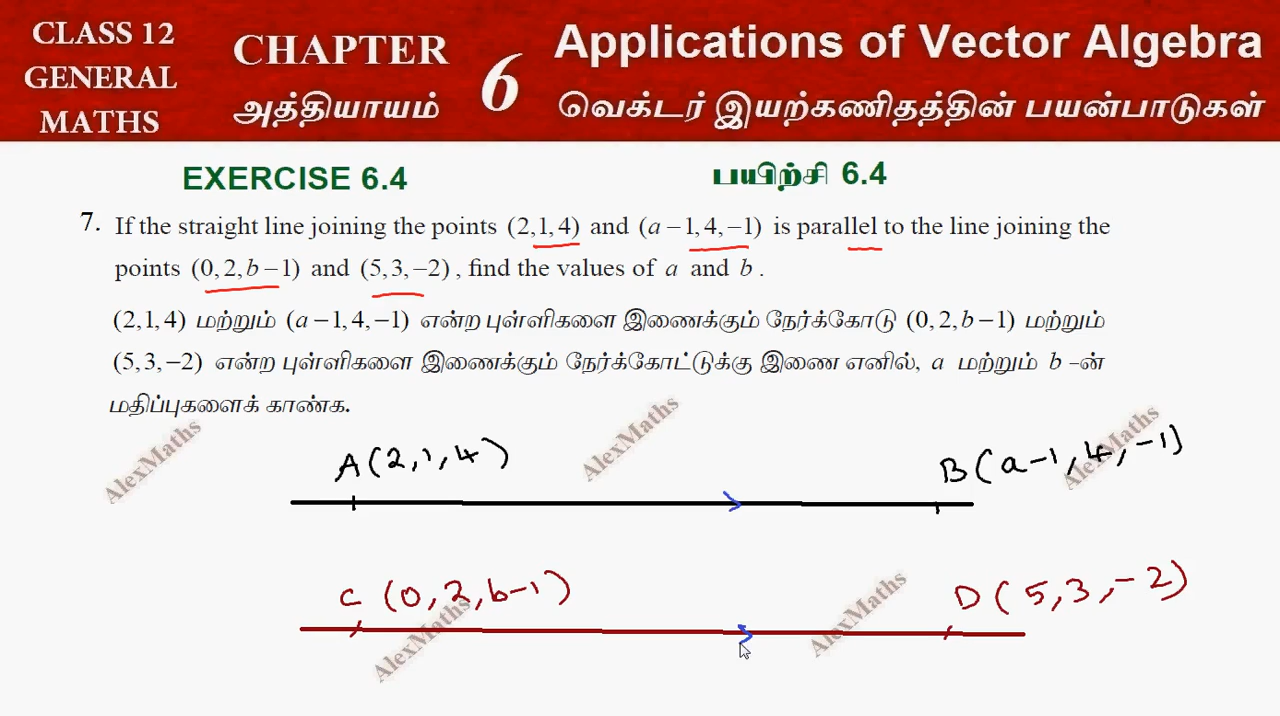 CLASS 12
GENERAL
MATHS
CHAPTER
அத்தியாயம்
6
Applications of Vector Algebra
வெக்டர் இயற்கணிதத்தின் பயன்பாடுகள்
EXERCISE 6.4
பயிற்சி 6.4
7. If the straight line joining the points (2,1,4) and (a−1,4,−1) is parallel to the line joining the
points (0,2,b−1) and (5,3,−2), find the values of a and b.
(2,1,4) மற்றும் (a−1,4,−1) என்ற புள்ளிகளை இணைக்கும் நேர்க்கோடு (0,2,b−1) மற்றும்
(5,3,−2) என்ற புள்ளிகளை இணைக்கும் நேர்க்கோட்டுக்கு இணை எனில், a மற்றும் b –ன்
மதிப்புகளைக் காண்க.
AlexMaths
AlexMaths
AlexMaths
A(2,1,4)
B(a-1,4,-1)
C(0,2,b-1)
D(5,3,-2)
AlexMaths
AlexMaths